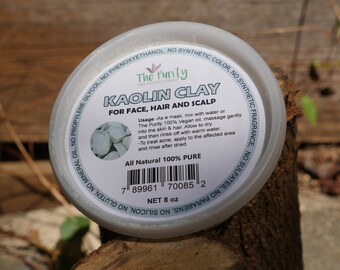 The Purity
KAOLIN CLAY
FOR FACE, HAIR AND SCALP
Usage -As a mask, mix with water or
The Purity 100% Vegan oil, massage gently
into the skin & hair. Allow to dry
and then rinse off with warm water.
-To treat acne; apply to the affected area
and rinse after dried.
All Natural 100% PURE
7 89961 70085 2
NET 8 oz
NO MINERAL OIL, NO PROPYLENE GLYCOL, NO PHENOXYETHANOL, NO SYNTHETIC COLOR, NO SYNTHETIC FRAGRANCE, NO SULFATES, NO PARABENS, NO SILICON, NO GLUTEN